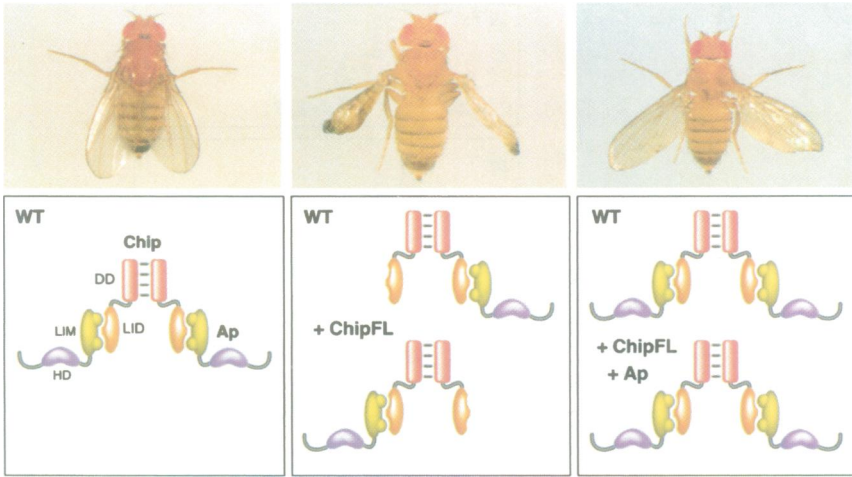 WT
Chip
DD
LIM
LID
Ap
HD
WT
+ ChipFL
WT
+ ChipFL
+ Ap